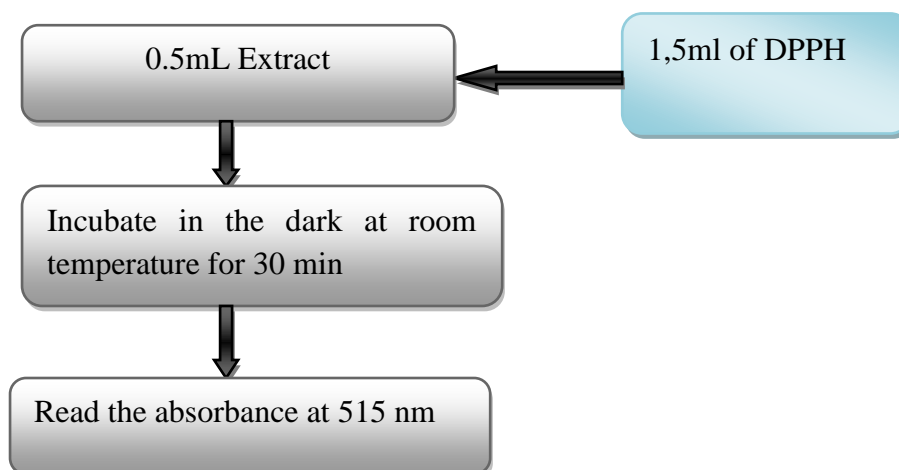 0.5mL Extract
1,5ml of DPPH
Incubate in the dark at room
temperature for 30 min
Read the absorbance at 515 nm